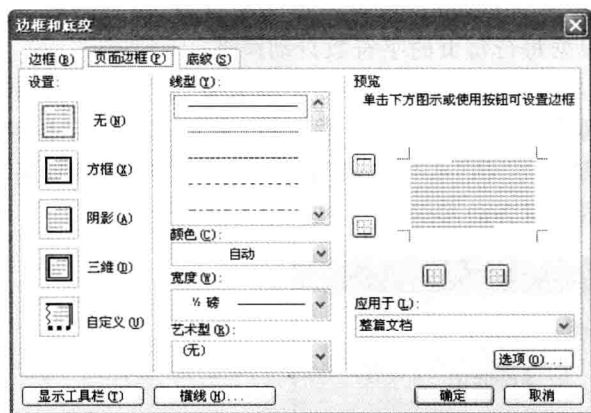 边框和底纹
边框(B) 页面边框(P) 底纹(S)
设置:
无(N)
方框(X)
阴影(A)
三维(D)
自定义(U)
线型(Y):
颜色(C):
自动
宽度(W):
½ 磅
艺术型(R):
(无)
预览
单击下方图示或使用按钮可设置边框
应用于(L):
整篇文档
选项(O)...
显示工具栏(T) 横线(H)... 确定 取消